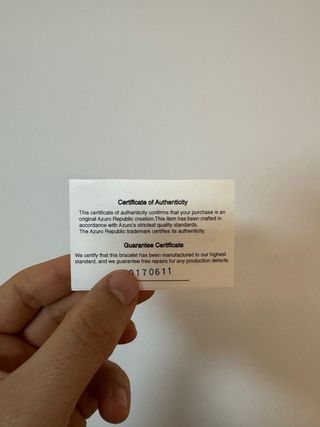 Certificate of Authenticity
This certificate of authenticity confirms that your purchase is an
original Azuro Republic creation.This item has been crafted in
accordance with Azuro's strictest quality standards.
The Azuro Republic trademark certifies its authenticity.
Guarantee Certificate
We certify that this bracelet has been manufactured to our highest
standard, and we guarantee free repairs for any production defects.
0170611